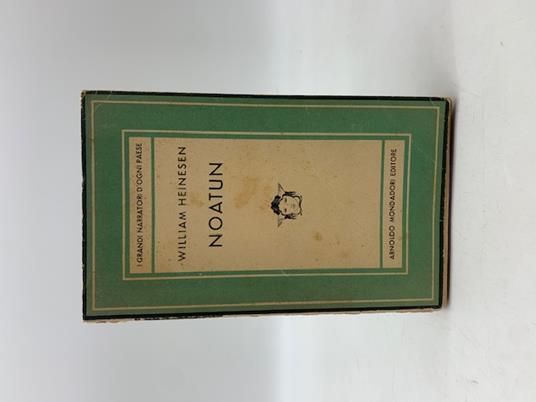 I GRANDI NARRATORI D'OGNI PAESE
WILLIAM HEINESEN
NOATUN
ARNOLDO MONDADORI EDITORE